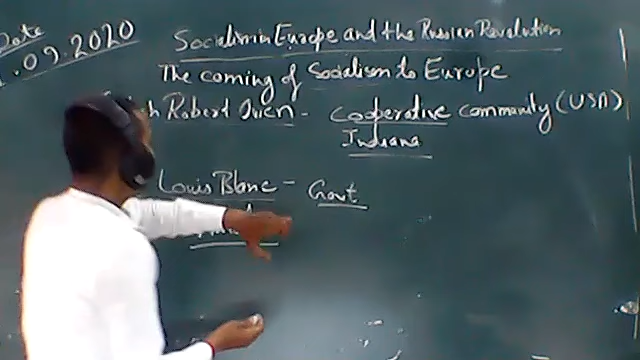 Date
.09.2020
Socialism in Europe and the Russian Revolution
The coming of Socialism to Europe
Robert Owen - cooperative community (USA)
Indiana
Louis Blanc - Govt